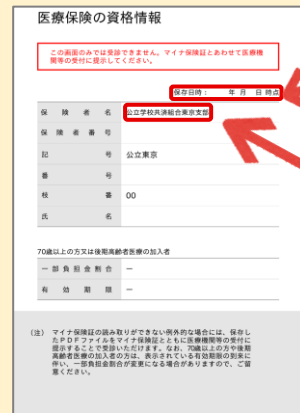 医療保険の資格情報
この画面のみでは受診できません。マイナ保険証とあわせて医療機
関等の受付に提示してください。
保存日時： 年 月 日 時点
保険者名 公立学校共済組合東京支部
保険者番号
記号 公立東京
番号
枝番 00
氏名
70歳以上の方又は後期高齢者医療の加入者
一部負担金割合 ー
有効期限 ー
(注) マイナ保険証の読み取りができない例外的な場合には、保存し
たPDFファイルをマイナ保険証とともに医療機関等の受付に
提示することで受診いただけます。なお、70歳以上の方や後期
高齢者医療の加入者の方は、表示されている有効期限の到来に
伴い、一部負担金割合が変更になる場合がありますので、ご留
意ください。